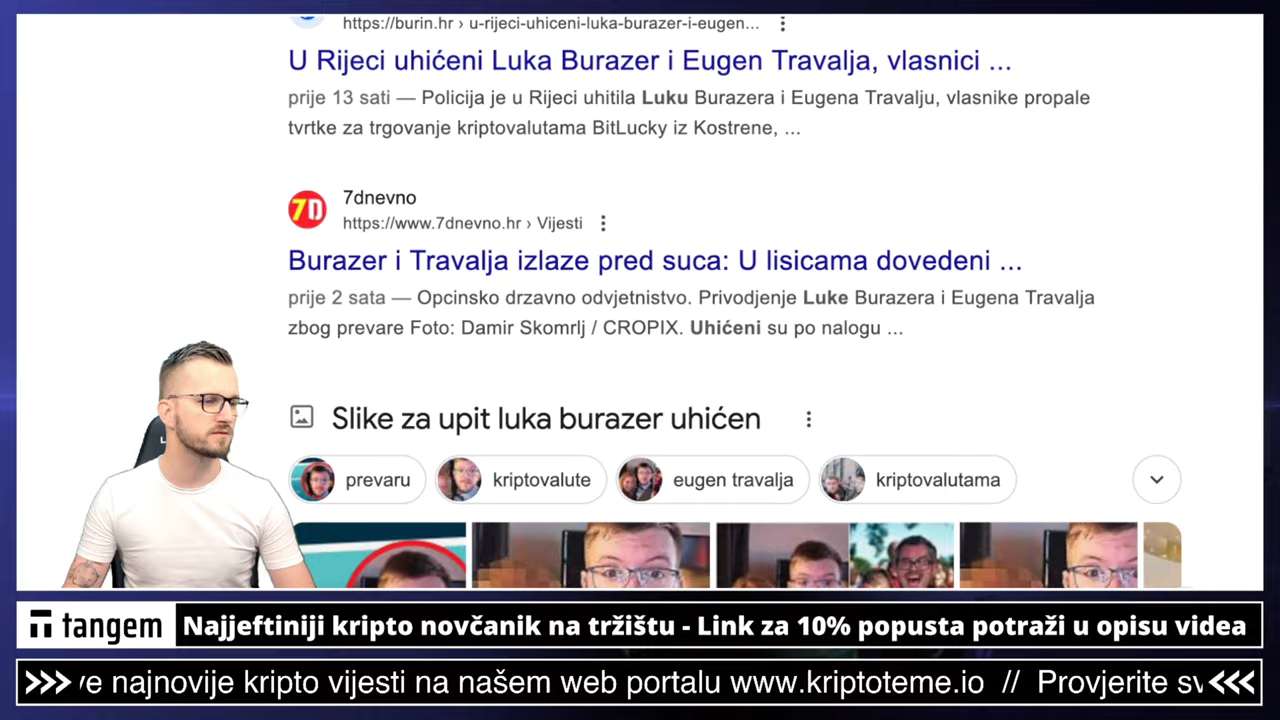 https://burin.hr › u-rijeci-uhiceni-luka-burazer-i-eugen...
U Rijeci uhićeni Luka Burazer i Eugen Travalja, vlasnici ...
prije 13 sati — Policija je u Rijeci uhitila Luku Burazera i Eugena Travalju, vlasnike propale
tvrtke za trgovanje kriptovalutama BitLucky iz Kostrene, ...
7D
7dnevno
https://www.7dnevno.hr › Vijesti
Burazer i Travalja izlaze pred suca: U lisicama dovedeni ...
prije 2 sata — Opcinsko drzavno odvjetnistvo. Privodjenje Luke Burazera i Eugena Travalja
zbog prevare Foto: Damir Skomrlj / CROPIX. Uhićeni su po nalogu ...
Slike za upit luka burazer uhićen
prevaru
kriptovalute
eugen travalja
kriptovalutama
tangem
Najjeftiniji kripto novčanik na tržištu - Link za 10% popusta potraži u opisu videa
najnovije kripto vijesti na našem web portalu www.kriptoteme.io // Provjerite